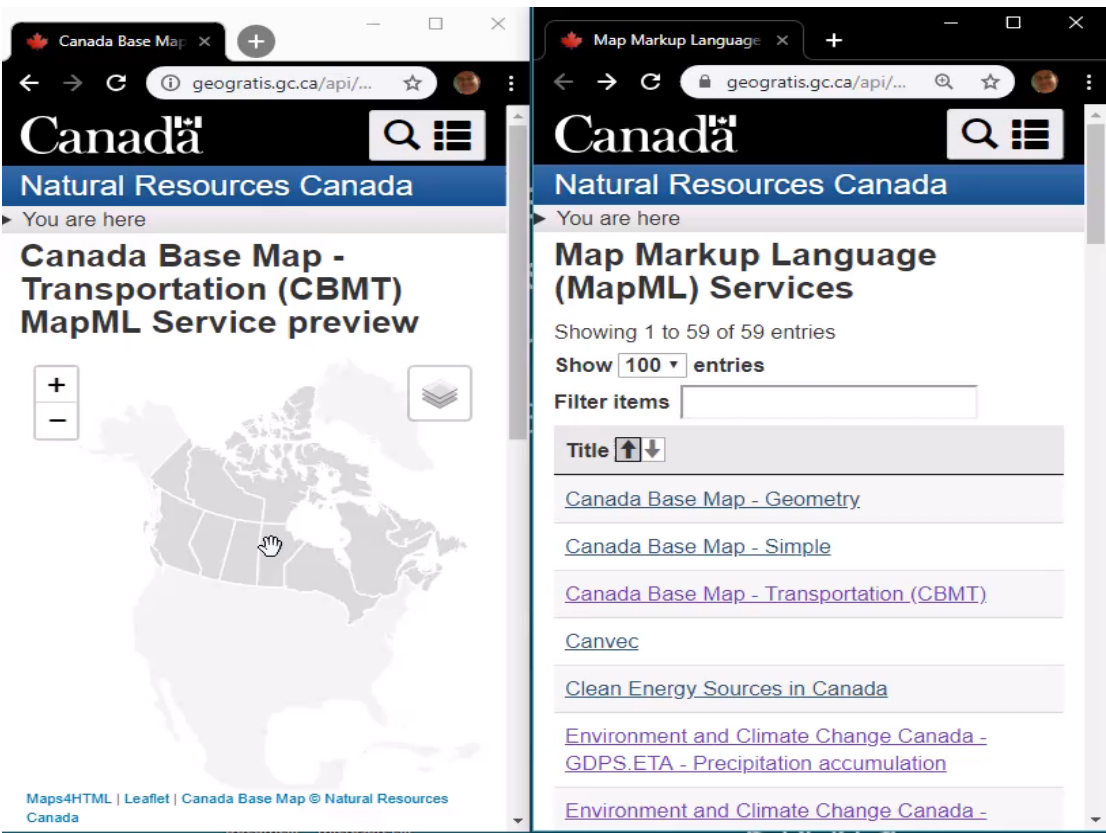 Canada Base Map
geogratis.gc.ca/api/...
Canada
Natural Resources Canada
You are here
Canada Base Map -
Transportation (CBMT)
MapML Service preview
+
−
Maps4HTML | Leaflet | Canada Base Map © Natural Resources
Canada
Map Markup Language
geogratis.gc.ca/api/...
Canada
Natural Resources Canada
You are here
Map Markup Language
(MapML) Services
Showing 1 to 59 of 59 entries
Show 100 entries
Filter items
Title
Canada Base Map - Geometry
Canada Base Map - Simple
Canada Base Map - Transportation (CBMT)
Canvec
Clean Energy Sources in Canada
Environment and Climate Change Canada -
GDPS.ETA - Precipitation accumulation
Environment and Climate Change Canada -